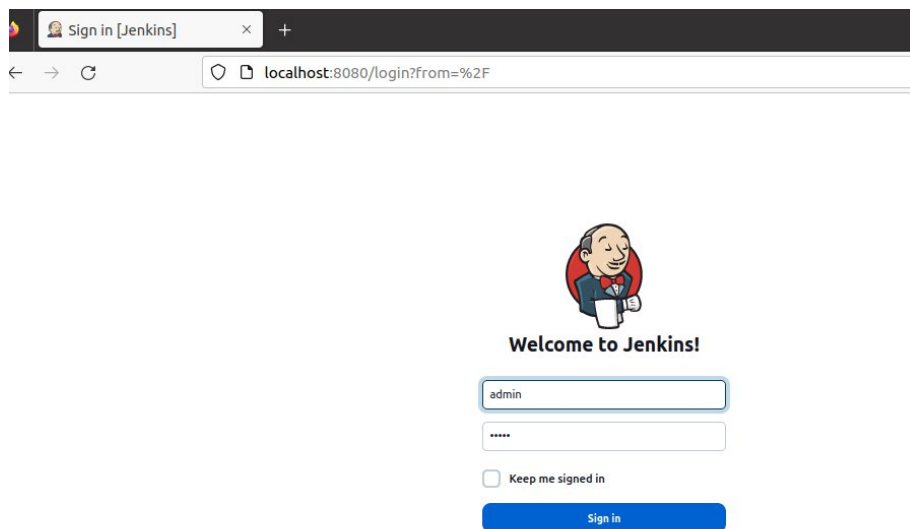 Sign in [Jenkins]
localhost:8080/login?from=%2F
Welcome to Jenkins!
admin
•••••
Keep me signed in
Sign in